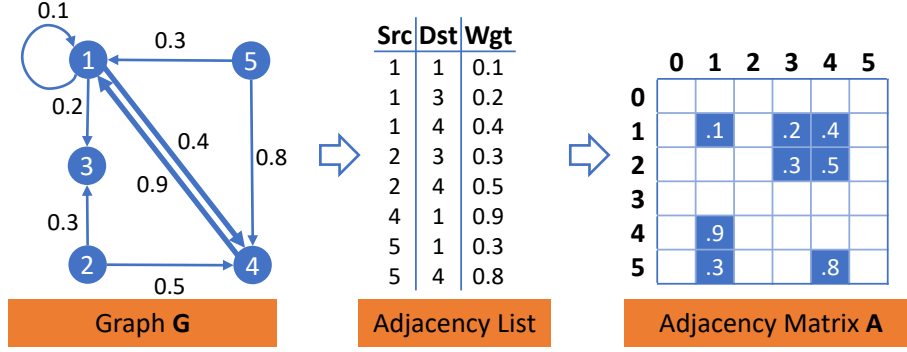 0.1
1
0.3
5
0.2
0.4
3
0.9
0.8
0.3
2
0.5
4
Graph G
Src Dst Wgt
1 1 0.1
1 3 0.2
1 4 0.4
2 3 0.3
2 4 0.5
4 1 0.9
5 1 0.3
5 4 0.8
Adjacency List
0 1 2 3 4 5
0
1 .1 .2 .4
2 .3 .5
3
4 .9
5 .3 .8
Adjacency Matrix A